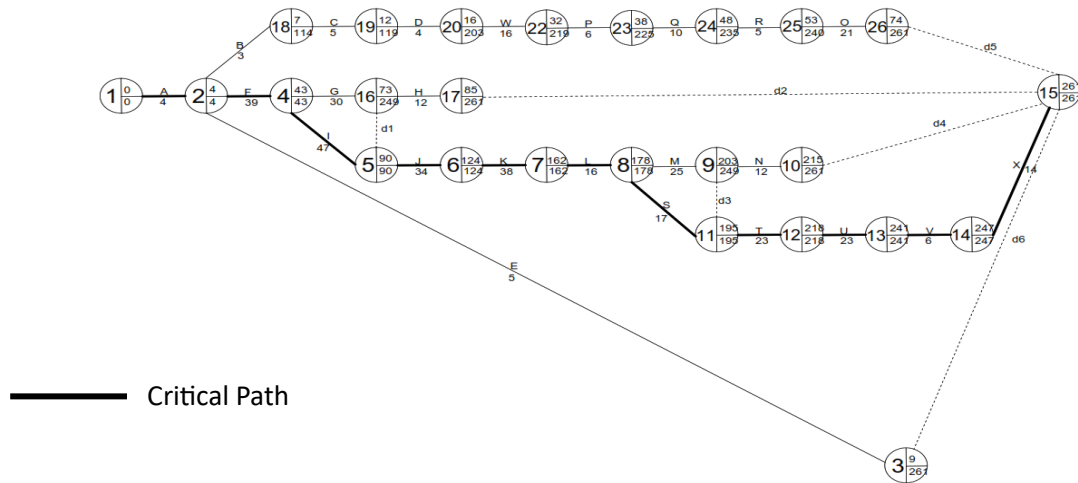 18 7 114 C 5 19 12 119 D 4 20 16 203 W 16 22 32 219 P 6 23 38 225 Q 10 24 48 235 R 5 25 53 240 O 21 26 74 261
d5
B 3
1 0 0 A 4 2 4 4 F 39 4 43 43 G 30 16 73 249 H 12 17 85 261 d2 15 261 261
d1
d4
I 47
5 90 90 J 34 6 124 124 K 38 7 162 162 L 16 8 178 178 M 25 9 203 249 N 12 10 215 261
X 14
S 17
d3
11 195 195 T 23 12 218 218 U 23 13 241 241 V 6 14 247 247
d6
E 5
Critical Path
3 9 261